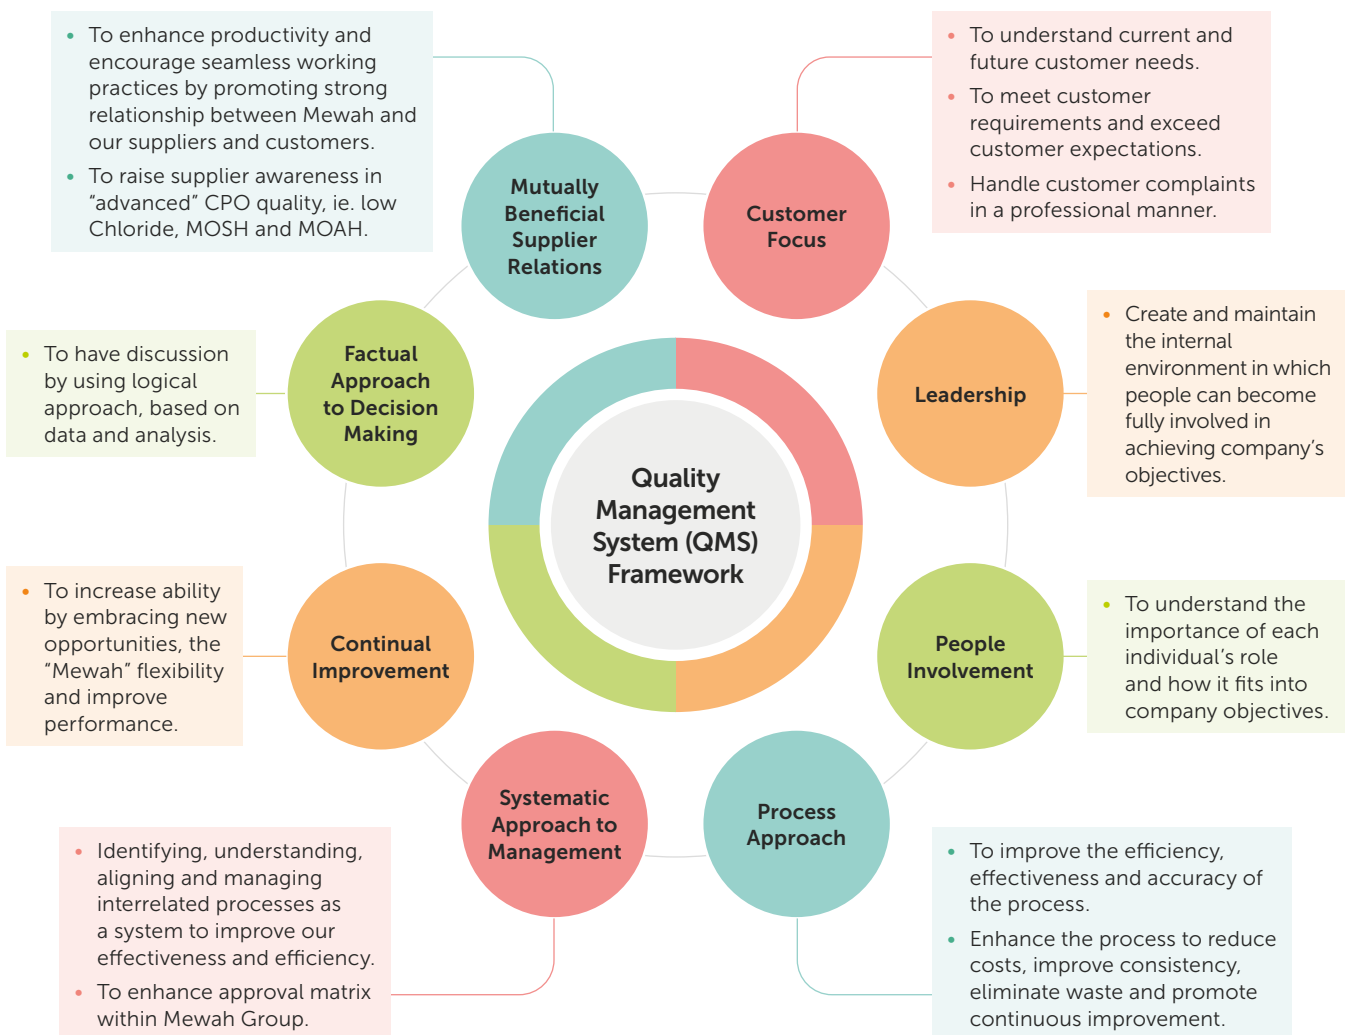 • To enhance productivity and
encourage seamless working
practices by promoting strong
relationship between Mewah and
our suppliers and customers.
• To raise supplier awareness in
“advanced” CPO quality, ie. low
Chloride, MOSH and MOAH.
Mutually
Beneficial
Supplier
Relations
Customer
Focus
• To understand current and
future customer needs.
• To meet customer
requirements and exceed
customer expectations.
• Handle customer complaints
in a professional manner.
• To have discussion
by using logical
approach, based on
data and analysis.
Factual
Approach
to Decision
Making
Leadership
• Create and maintain
the internal
environment in which
people can become
fully involved in
achieving company’s
objectives.
Quality
Management
System (QMS)
Framework
• To increase ability
by embracing new
opportunities, the
“Mewah” flexibility
and improve
performance.
Continual
Improvement
People
Involvement
• To understand the
importance of each
individual’s role
and how it fits into
company objectives.
Systematic
Approach to
Management
Process
Approach
• Identifying, understanding,
aligning and managing
interrelated processes as
a system to improve our
effectiveness and efficiency.
• To enhance approval matrix
within Mewah Group.
• To improve the efficiency,
effectiveness and accuracy of
the process.
• Enhance the process to reduce
costs, improve consistency,
eliminate waste and promote
continuous improvement.